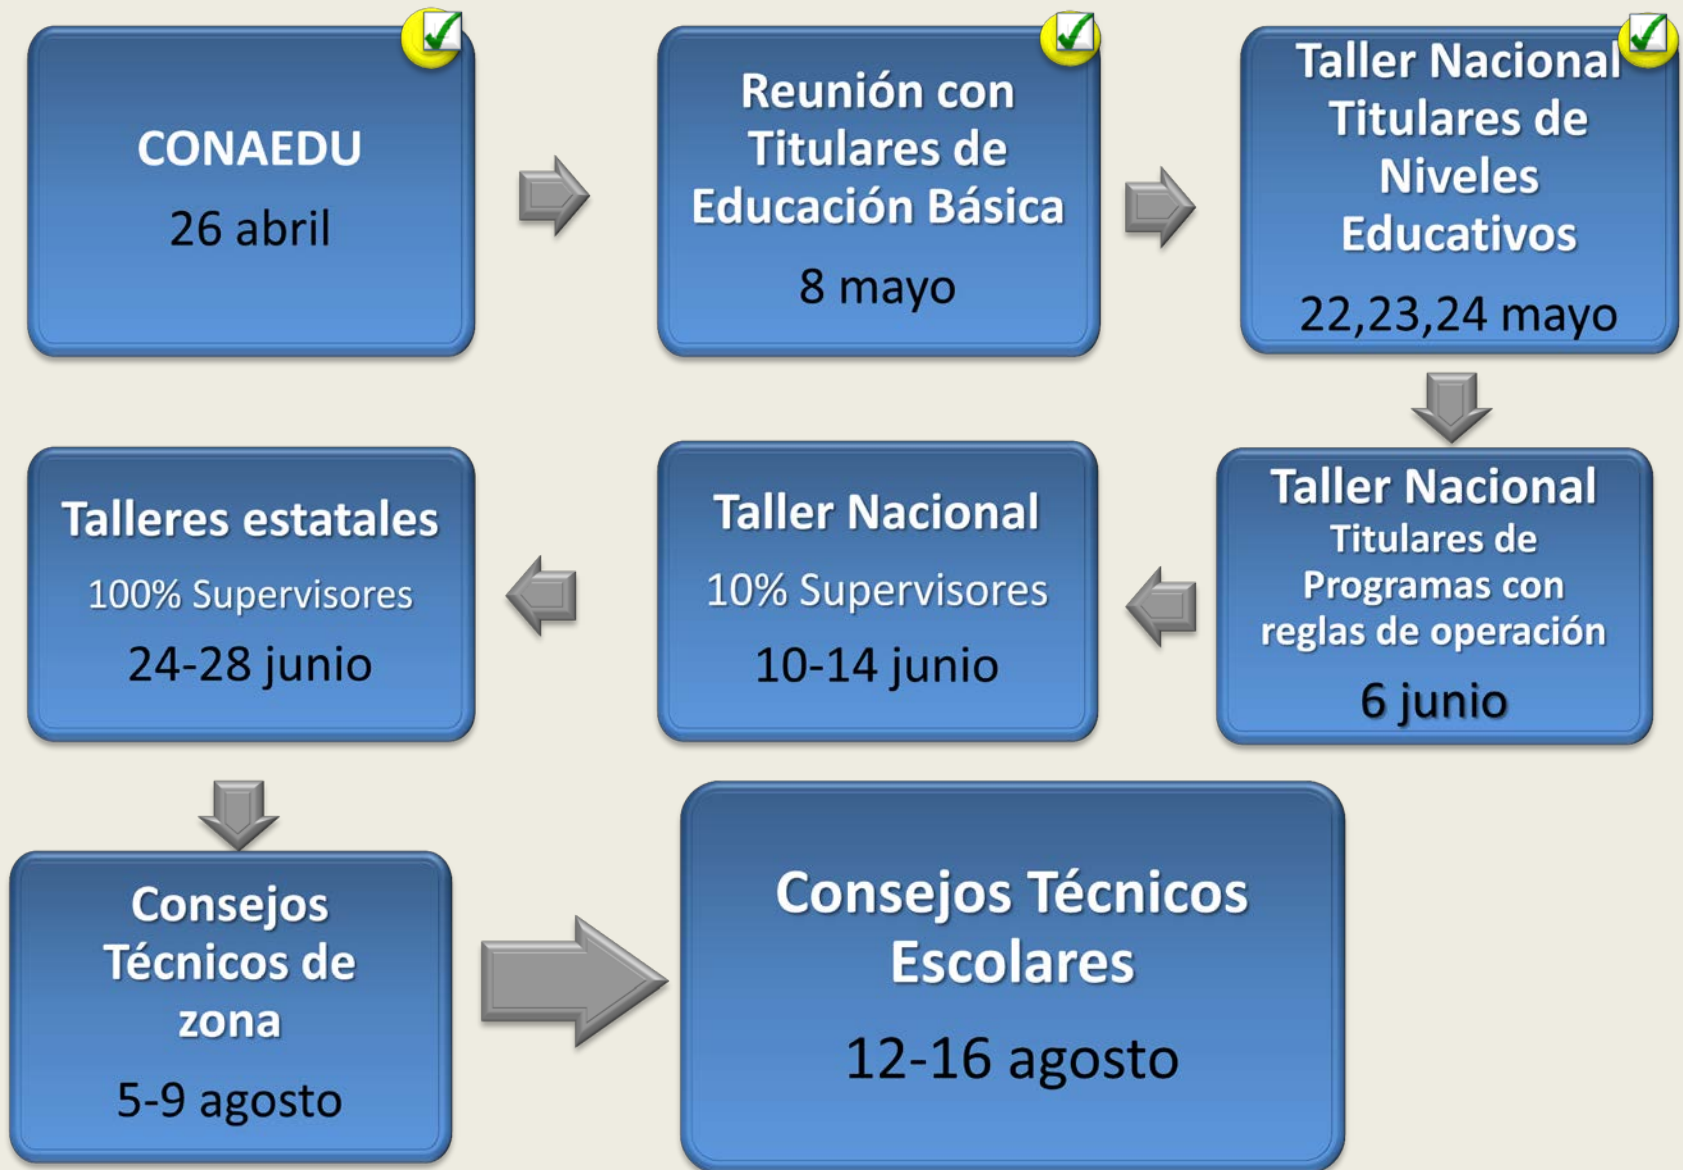 CONAEDU
26 abril
Reunión con
Titulares de
Educación Básica
8 mayo
Taller Nacional
Titulares de
Niveles
Educativos
22,23,24 mayo
Taller Nacional
Titulares de
Programas con
reglas de operación
6 junio
Taller Nacional
10% Supervisores
10-14 junio
Talleres estatales
100% Supervisores
24-28 junio
Consejos
Técnicos de
zona
5-9 agosto
Consejos Técnicos
Escolares
12-16 agosto